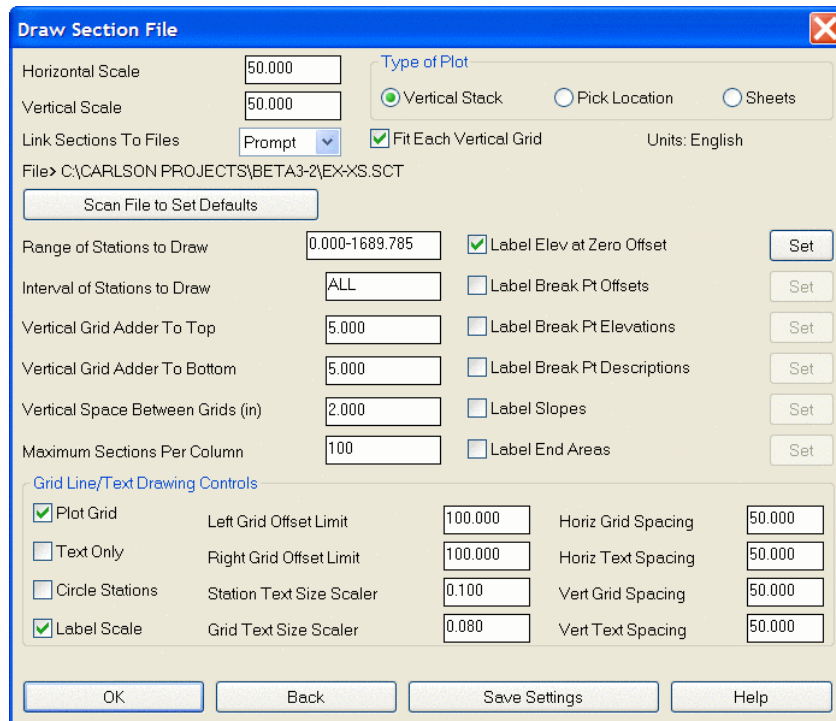 Draw Section File
Horizontal Scale 50.000 Type of Plot
Vertical Scale 50.000 Vertical Stack Pick Location Sheets
Link Sections To Files Prompt Fit Each Vertical Grid Units: English
File> C:\CARLSON PROJECTS\BETA3-2\EX-XS.SCT
Scan File to Set Defaults
Range of Stations to Draw 0.000-1689.785 Label Elev at Zero Offset Set
Interval of Stations to Draw ALL Label Break Pt Offsets Set
Vertical Grid Adder To Top 5.000 Label Break Pt Elevations Set
Vertical Grid Adder To Bottom 5.000 Label Break Pt Descriptions Set
Vertical Space Between Grids (in) 2.000 Label Slopes Set
Maximum Sections Per Column 100 Label End Areas Set
Grid Line/Text Drawing Controls
Plot Grid Left Grid Offset Limit 100.000 Horiz Grid Spacing 50.000
Text Only Right Grid Offset Limit 100.000 Horiz Text Spacing 50.000
Circle Stations Station Text Size Scaler 0.100 Vert Grid Spacing 50.000
Label Scale Grid Text Size Scaler 0.080 Vert Text Spacing 50.000
OK Back Save Settings Help